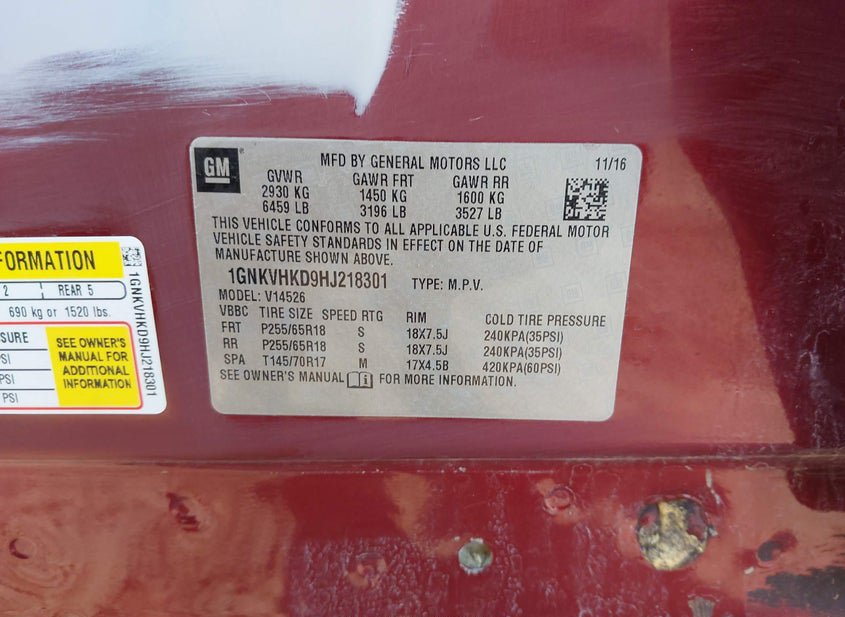 GM
MFD BY GENERAL MOTORS LLC 11/16
GVWR GAWR FRT GAWR RR
2930 KG 1450 KG 1600 KG
6459 LB 3196 LB 3527 LB
THIS VEHICLE CONFORMS TO ALL APPLICABLE U.S. FEDERAL MOTOR
VEHICLE SAFETY STANDARDS IN EFFECT ON THE DATE OF
MANUFACTURE SHOWN ABOVE.
1GNKVHKD9HJ218301 TYPE: M.P.V.
MODEL: V14526
VBBC TIRE SIZE SPEED RTG RIM COLD TIRE PRESSURE
FRT P255/65R18 S 18X7.5J 240KPA(35PSI)
RR P255/65R18 S 18X7.5J 240KPA(35PSI)
SPA T145/70R17 M 17X4.5B 420KPA(60PSI)
SEE OWNER'S MANUAL FOR MORE INFORMATION.
FORMATION
2 REAR 5
690 kg or 1520 lbs.
SURE
PSI
PSI
PSI
SEE OWNER'S
MANUAL FOR
ADDITIONAL
INFORMATION
1GNKVHKD9HJ218301